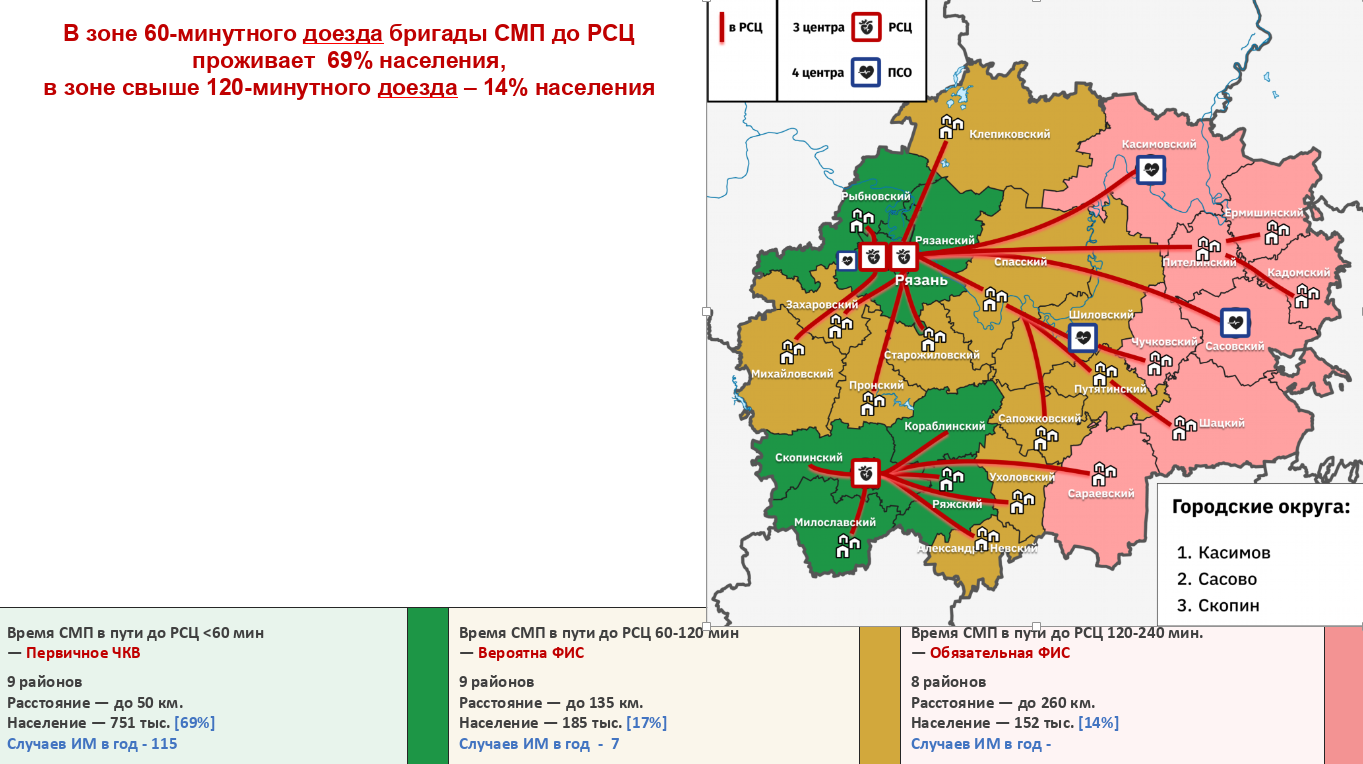 В зоне 60-минутного доезда бригады СМП до РСЦ
проживает 69% населения,
в зоне свыше 120-минутного доезда – 14% населения
в РСЦ
3 центра
РСЦ
4 центра
ПСО
Клепиковский
Касимовский
Рыбновский
Ермишинский
Рязанский
Спасский
Пителинский
Кадомский
Рязань
Захаровский
Шиловский
Чучковский
Сасовский
Старожиловский
Михайловский
Пронский
Путятинский
Сапожковский
Кораблинский
Шацкий
Скопинский
Ухоловский
Сараевский
Ряжский
Милославский
Александр Невский
Городские округа:
1. Касимов
2. Сасово
3. Скопин
Время СМП в пути до РСЦ <60 мин
— Первичное ЧКВ
9 районов
Расстояние — до 50 км.
Население — 751 тыс. [69%]
Случаев ИМ в год - 115
Время СМП в пути до РСЦ 60-120 мин
— Вероятна ФИС
9 районов
Расстояние — до 135 км.
Население — 185 тыс. [17%]
Случаев ИМ в год - 7
Время СМП в пути до РСЦ 120-240 мин.
— Обязательная ФИС
8 районов
Расстояние — до 260 км.
Население — 152 тыс. [14%]
Случаев ИМ в год -